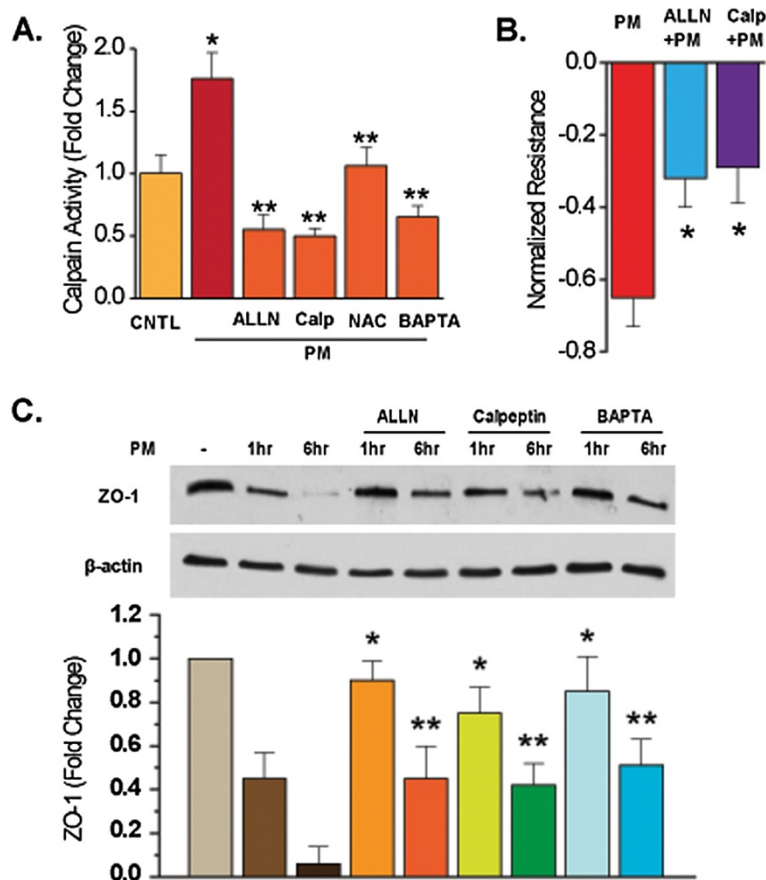 A.
Calpain Activity (Fold Change)
2.0
1.5
1.0
0.5
0.0
*
**
**
**
**
CNTL ALLN Calp NAC BAPTA
PM
B.
PM ALLN Calp
+PM +PM
Normalized Resistance
0.0
-0.2
-0.4
-0.6
-0.8
* *
C.
ALLN Calpeptin BAPTA
PM - 1hr 6hr 1hr 6hr 1hr 6hr 1hr 6hr
ZO-1
β-actin
ZO-1 (Fold Change)
1.2
1.0
0.8
0.6
0.4
0.2
0.0
* ** * ** * **